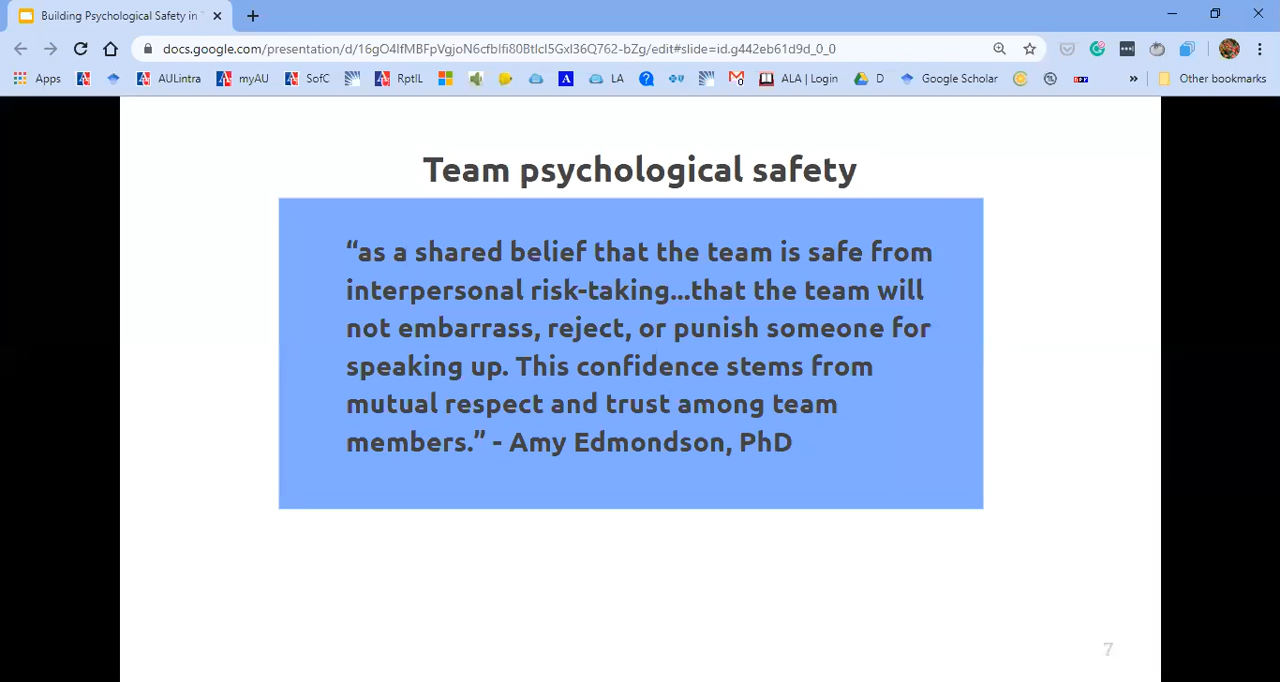 Building Psychological Safety in
docs.google.com/presentation/d/16gO4lfMBFpVgjoN6cfblfi80BtlcI5GxI36Q762-bZg/edit#slide=id.g442eb61d9d_0_0
Apps AULintra myAU SofC RptIL A LA ALA | Login D Google Scholar » Other bookmarks
Team psychological safety
“as a shared belief that the team is safe from
interpersonal risk-taking...that the team will
not embarrass, reject, or punish someone for
speaking up. This confidence stems from
mutual respect and trust among team
members.” - Amy Edmondson, PhD
7